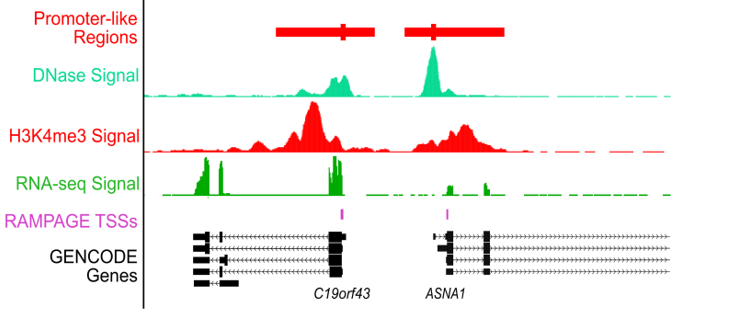 Promoter-like
Regions
DNase Signal
H3K4me3 Signal
RNA-seq Signal
RAMPAGE TSSs
GENCODE
Genes
C19orf43 ASNA1